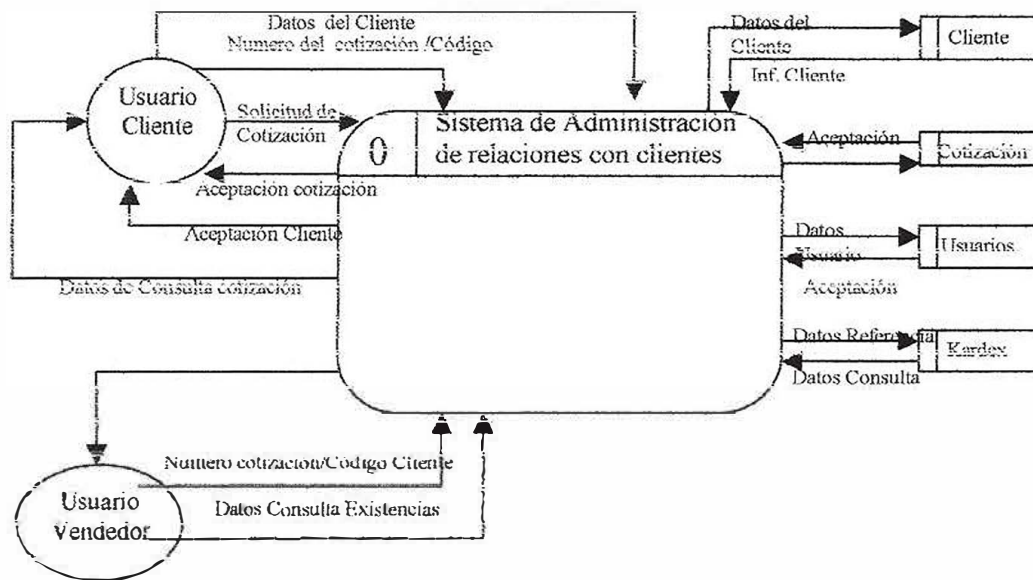 Datos del Cliente
Numero del cotización /Código
Datos del
Cliente
Inf. Cliente
Cliente
Usuario
Cliente
Solicitud de
Cotización
0
Sistema de Administración
de relaciones con clientes
Aceptación
Cotización
Aceptación cotización
Aceptación Cliente
Datos de Consulta cotización
Datos
Usuario
Aceptación
Usuarios
Datos Referencia
Datos Consulta
Kardex
Numero cotización/Código Cliente
Datos Consulta Existencias
Usuario
Vendedor